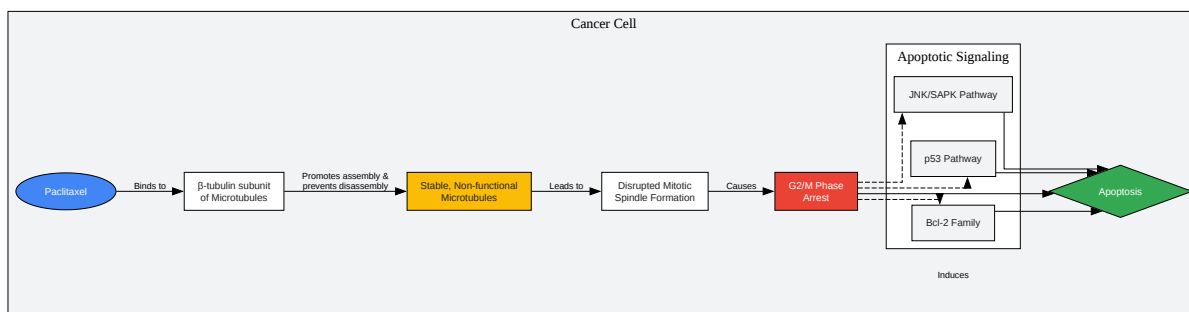 Cancer Cell
Apoptotic Signaling
JNK/SAPK Pathway
p53 Pathway
Bcl-2 Family
Paclitaxel
Binds to
β-tubulin subunit
of Microtubules
Promotes assembly &
prevents disassembly
Stable, Non-functional
Microtubules
Leads to
Disrupted Mitotic
Spindle Formation
Causes
G2/M Phase
Arrest
Apoptosis
Induces